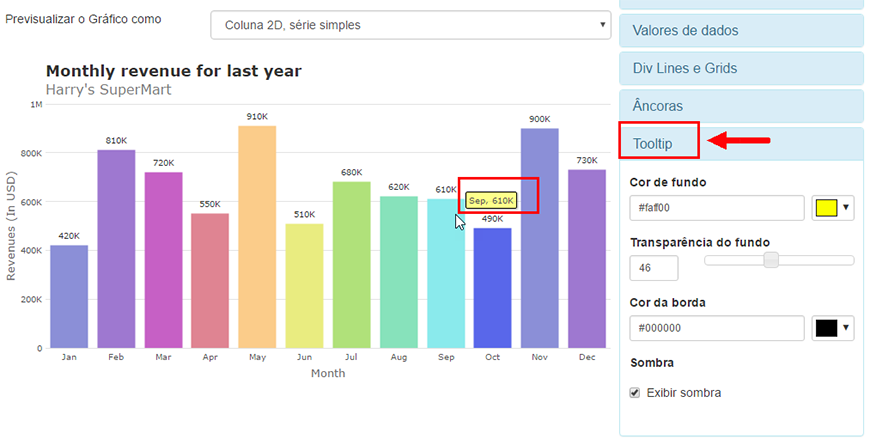 Previsualizar o Gráfico como
Coluna 2D, série simples
Monthly revenue for last year
Harry's SuperMart
Revenues (In USD)
1M
800K
600K
400K
200K
0
420K
810K
720K
550K
910K
510K
680K
620K
610K
490K
900K
730K
Sep, 610K
Jan Feb Mar Apr May Jun Jul Aug Sep Oct Nov Dec
Month
Valores de dados
Div Lines e Grids
Âncoras
Tooltip
Cor de fundo
#faff00
Transparência do fundo
46
Cor da borda
#000000
Sombra
Exibir sombra